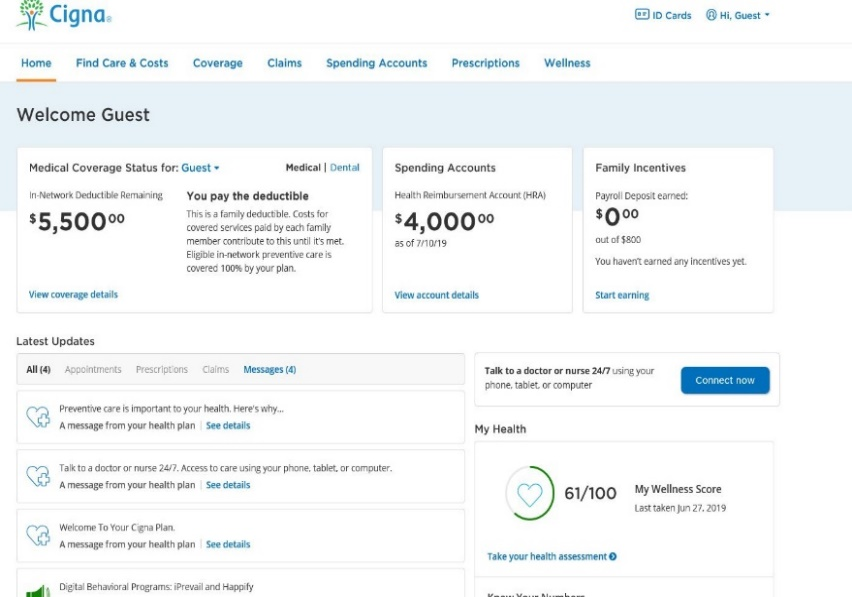 Cigna®
ID Cards Hi, Guest
Home Find Care & Costs Coverage Claims Spending Accounts Prescriptions Wellness
Welcome Guest
Medical Coverage Status for: Guest Medical | Dental
In-Network Deductible Remaining
$5,500.00
You pay the deductible
This is a family deductible. Costs for
covered services paid by each family
member contribute to this until it's met.
Eligible in-network preventive care is
covered 100% by your plan.
View coverage details
Spending Accounts
Health Reimbursement Account (HRA)
$4,000.00
as of 7/10/19
View account details
Family Incentives
Payroll Deposit earned:
$0.00
out of $800
You haven't earned any incentives yet.
Start earning
Latest Updates
All (4) Appointments Prescriptions Claims Messages (4)
Preventive care is important to your health. Here's why...
A message from your health plan | See details
Talk to a doctor or nurse 24/7. Access to care using your phone, tablet, or computer.
A message from your health plan | See details
Welcome To Your Cigna Plan.
A message from your health plan | See details
Digital Behavioral Programs: iPrevail and Happify
Talk to a doctor or nurse 24/7 using your
phone, tablet, or computer
Connect now
My Health
61/100
My Wellness Score
Last taken Jun 27, 2019
Take your health assessment
Know Your Numbers